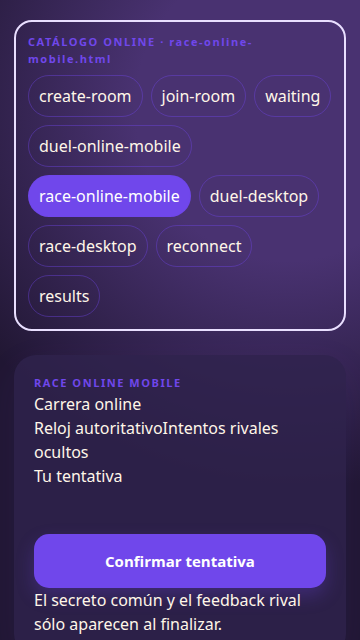 CATÁLOGO ONLINE · race-online-
mobile.html
create-room join-room waiting
duel-online-mobile
race-online-mobile duel-desktop
race-desktop reconnect
results
RACE ONLINE MOBILE
Carrera online
Reloj autoritativoIntentos rivales
ocultos
Tu tentativa
Confirmar tentativa
El secreto común y el feedback rival
sólo aparecen al finalizar.